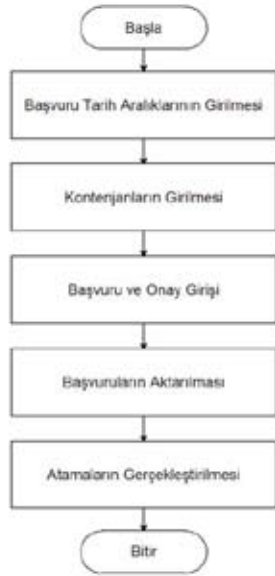 Başla
Başvuru Tarih Aralıklarının Girilmesi
Kontenjanların Girilmesi
Başvuru ve Onay Girişi
Başvuruların Aktarılması
Atamaların Gerçekleştirilmesi
Bitir